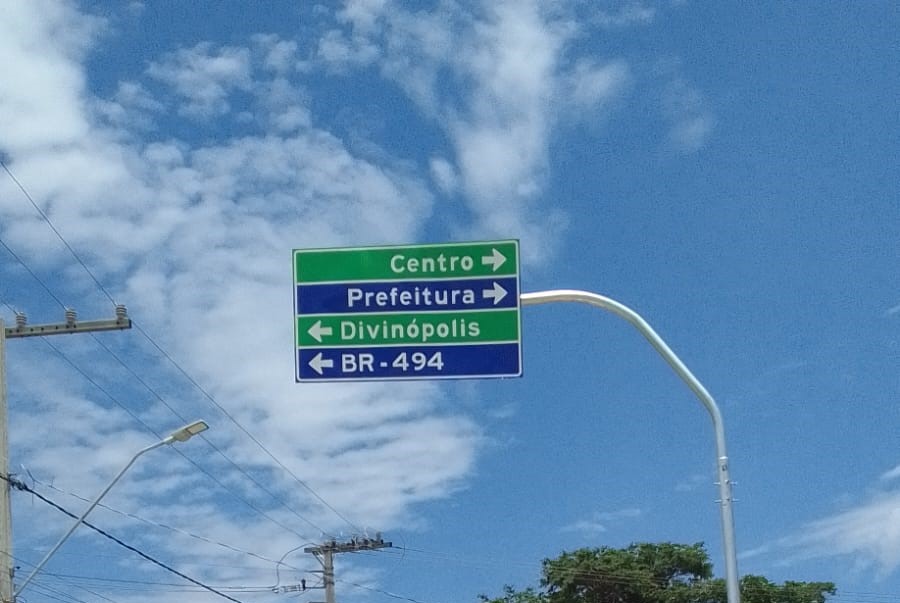 Centro →
Prefeitura →
← Divinópolis
← BR-494